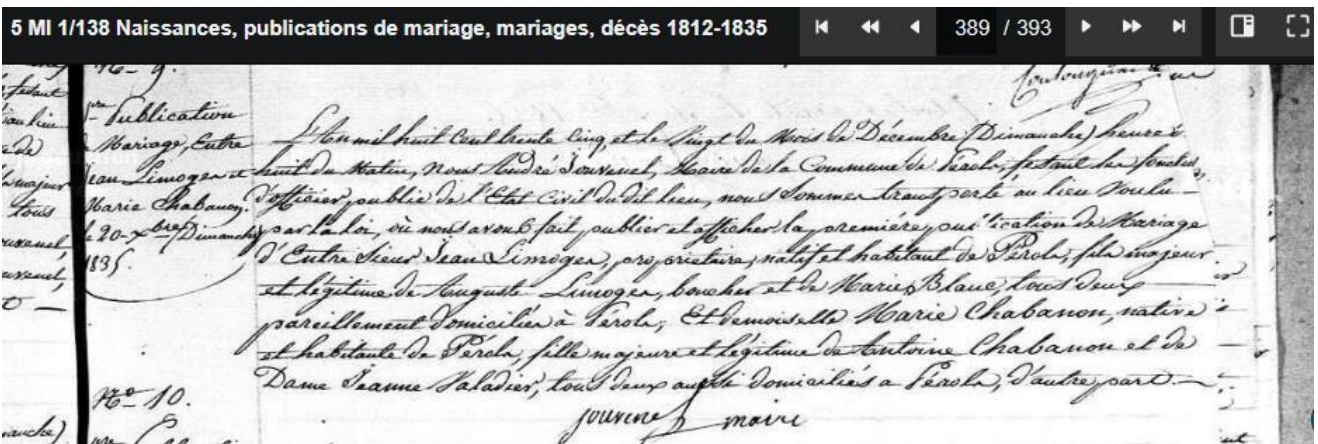 5 MI 1/138 Naissances, publications de mariage, mariages, décès 1812-1835
389 / 393
N° 9.
1re Publication
de Mariage, Entre
Jean Limoges et
Marie Chabanon.
le 20 Xbre Dimanche
1835.
L'An mil huit Cent trente Cinq, et le Vingt du Mois de Décembre (Dimanche) heure
huit du Matin, Nous André Jouvenel, Maire de la Commune de Pérols, fesant les fonctions
d'officier, public de l'Etat Civil du dit lieu, nous Sommes transporté au lieu Voulu
par la loi, où nous avons fait, publier et afficher la première, publication de Mariage
d'Entre Sieur Jean Limoges, proprietaire, natif et habitant de Pérols, fils majeur
et légitime de Auguste Limoges, boucher et de Marie Blanc, tous deux
pareillement Domiciliés à Pérols; Et demoiselle Marie Chabanon, native
et habitante de Pérols, fille majeure et légitime de Antoine Chabanon et de
Dame Jeanne Valadier, tous deux aussi domiciliés a Pérols, d'autre part.
Jouvenel maire
N° 10.